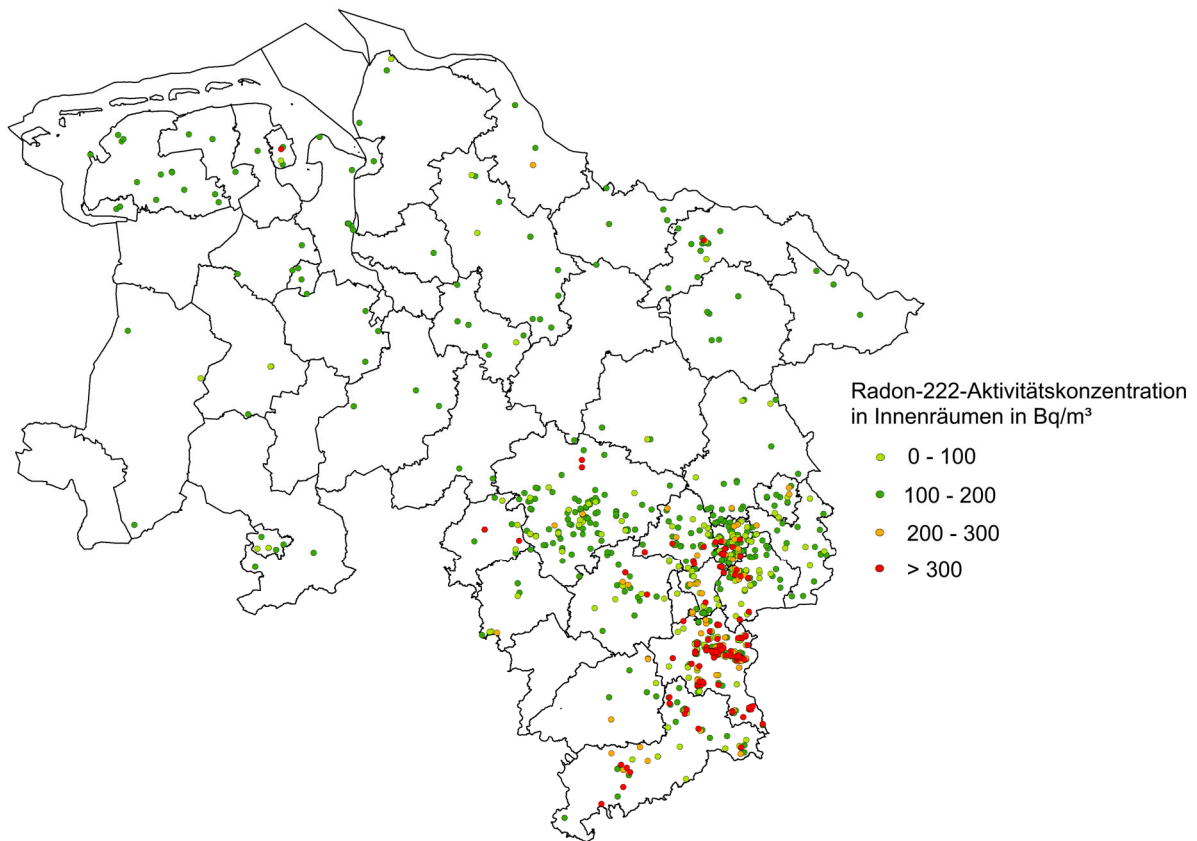 Radon-222-Aktivitätskonzentration
in Innenräumen in Bq/m³
0 - 100
100 - 200
200 - 300
> 300